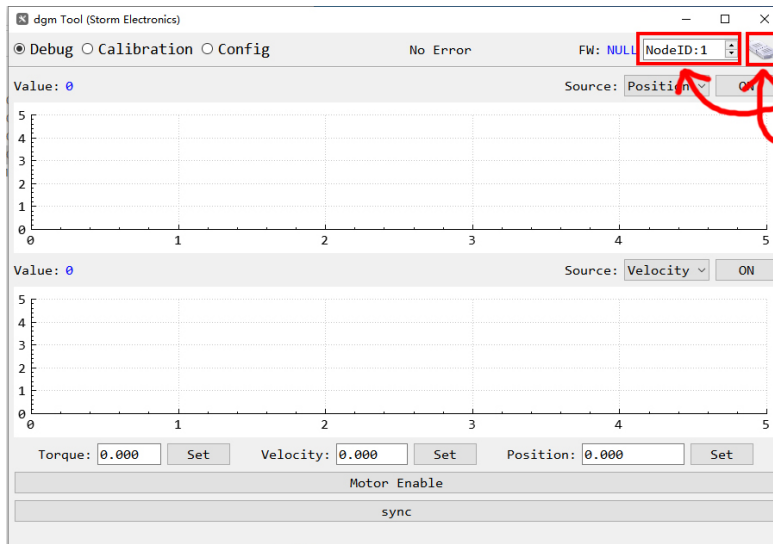 dgm Tool (Storm Electronics)
Debug Calibration Config No Error FW: NULL NodeID:1
Value: 0 Source: Position ON
5
4
3
2
1
0
0 1 2 3 4 5
Value: 0 Source: Velocity ON
5
4
3
2
1
0
0 1 2 3 4 5
Torque: 0.000 Set Velocity: 0.000 Set Position: 0.000 Set
Motor Enable
sync